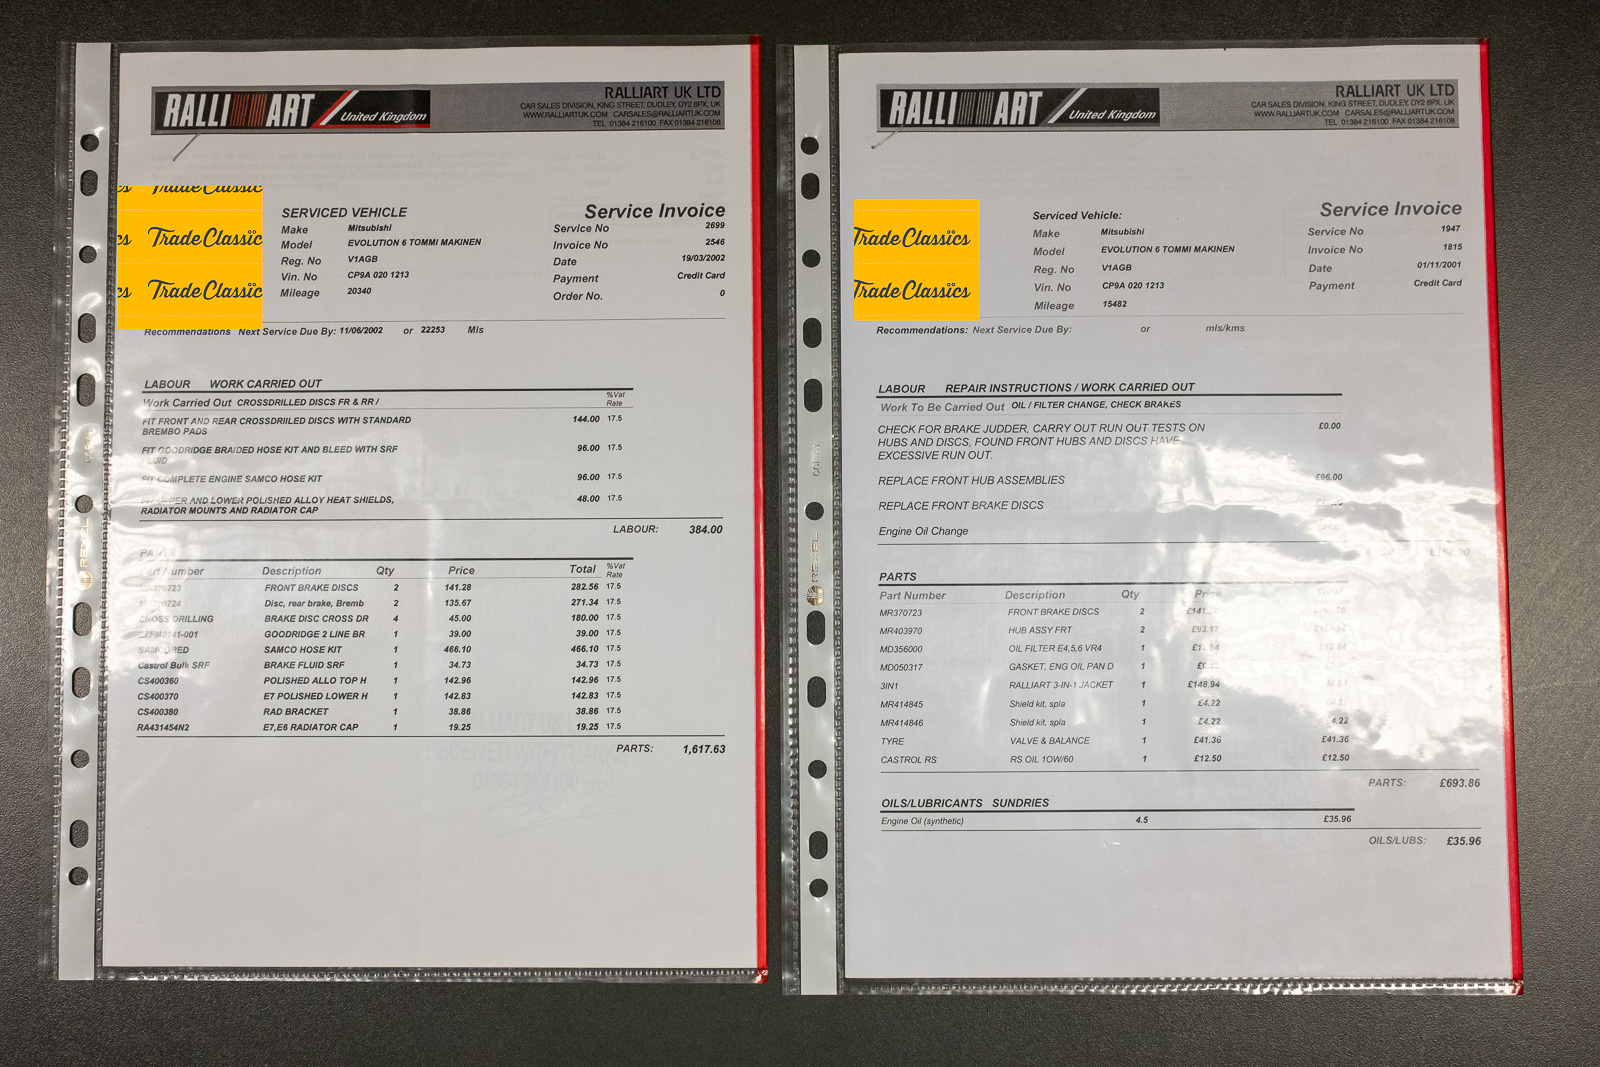 RALLI ART United Kingdom
RALLIART UK LTD
CAR SALES DIVISION, KING STREET, DUDLEY, DY2 8PX, UK
WWW.RALLIARTUK.COM CARSALES@RALLIARTUK.COM
TEL 01384 216100 FAX 01384 216108
Trade Classics
Trade Classics
Trade Classics
SERVICED VEHICLE
Make Mitsubishi
Model EVOLUTION 6 TOMMI MAKINEN
Reg. No V1AGB
Vin. No CP9A 020 1213
Mileage 20340
Service Invoice
Service No 2699
Invoice No 2546
Date 19/03/2002
Payment Credit Card
Order No. 0
Recommendations Next Service Due By: 11/06/2002 or 22253 Mls
LABOUR WORK CARRIED OUT
Work Carried Out CROSSDRILLED DISCS FR & RR / %Vat Rate
FIT FRONT AND REAR CROSSDRIILED DISCS WITH STANDARD 144.00 17.5
BREMBO PADS
FIT GOODRIDGE BRAIDED HOSE KIT AND BLEED WITH SRF 96.00 17.5
FLUID
FIT COMPLETE ENGINE SAMCO HOSE KIT 96.00 17.5
AND LOWER POLISHED ALLOY HEAT SHIELDS, 48.00 17.5
RADIATOR MOUNTS AND RADIATOR CAP
LABOUR: 384.00
PARTS
Part Number Description Qty Price Total %Vat Rate
FRONT BRAKE DISCS 2 141.28 282.56 17.5
Disc, rear brake, Bremb 2 135.67 271.34 17.5
CROSS DRILLING BRAKE DISC CROSS DR 4 45.00 180.00 17.5
GOODRIDGE 2 LINE BR 1 39.00 39.00 17.5
SAMCO HOSE KIT 1 466.10 466.10 17.5
Castrol Bulk SRF BRAKE FLUID SRF 1 34.73 34.73 17.5
CS400360 POLISHED ALLO TOP H 1 142.96 142.96 17.5
CS400370 E7 POLISHED LOWER H 1 142.83 142.83 17.5
CS400380 RAD BRACKET 1 38.86 38.86 17.5
RA431454N2 E7,E6 RADIATOR CAP 1 19.25 19.25 17.5
PARTS: 1,617.63
REXEL
RALLI ART United Kingdom
RALLIART UK LTD
CAR SALES DIVISION, KING STREET, DUDLEY, DY2 8PX, UK
WWW.RALLIARTUK.COM CARSALES@RALLIARTUK.COM
TEL 01384 216100 FAX 01384 216108
Trade Classics
Trade Classics
Serviced Vehicle:
Make Mitsubishi
Model EVOLUTION 6 TOMMI MAKINEN
Reg. No V1AGB
Vin. No CP9A 020 1213
Mileage 15482
Service Invoice
Service No 1947
Invoice No 1815
Date 01/11/2001
Payment Credit Card
Recommendations: Next Service Due By: or mls/kms
LABOUR REPAIR INSTRUCTIONS / WORK CARRIED OUT
Work To Be Carried Out OIL / FILTER CHANGE, CHECK BRAKES
CHECK FOR BRAKE JUDDER, CARRY OUT RUN OUT TESTS ON £0.00
HUBS AND DISCS, FOUND FRONT HUBS AND DISCS HAVE
EXCESSIVE RUN OUT.
REPLACE FRONT HUB ASSEMBLIES £96.00
REPLACE FRONT BRAKE DISCS
Engine Oil Change
PARTS
Part Number Description Qty Price
MR370723 FRONT BRAKE DISCS 2
MR403970 HUB ASSY FRT 2 £93.17
MD356000 OIL FILTER E4,5,6 VR4 1
MD050317 GASKET, ENG OIL PAN D 1
3IN1 RALLIART 3-IN-1 JACKET 1 £148.94
MR414845 Shield kit, spla 1 £4.22
MR414846 Shield kit, spla 1 £4.22 £4.22
TYRE VALVE & BALANCE 1 £41.36 £41.36
CASTROL RS RS OIL 1OW/60 1 £12.50 £12.50
PARTS: £693.86
OILS/LUBRICANTS SUNDRIES
Engine Oil (synthetic) 4.5 £35.96
OILS/LUBS: £35.96
REXEL